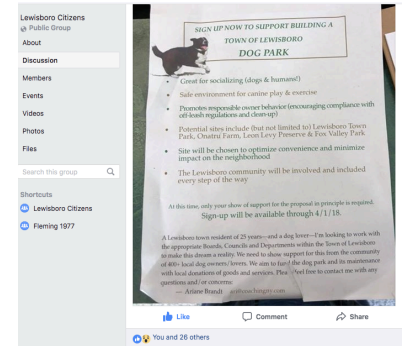 Lewisboro Citizens
Public Group
About
Discussion
Members
Events
Videos
Photos
Files
Search this group
Shortcuts
Lewisboro Citizens
Fleming 1977
SIGN UP NOW TO SUPPORT BUILDING A
TOWN OF LEWISBORO
DOG PARK
• Great for socializing (dogs & humans!)
• Safe environment for canine play & exercise
• Promotes responsible owner behavior (encouraging compliance with
off-leash regulations and clean-up)
• Potential sites include (but not limited to) Lewisboro Town
Park, Onatru Farm, Leon Levy Preserve & Fox Valley Park
• Site will be chosen to optimize convenience and minimize
impact on the neighborhood
• The Lewisboro community will be involved and included
every step of the way
At this time, only your show of support for the proposal in principle is required.
Sign-up will be available through 4/1/18.
A Lewisboro town resident of 25 years—and a dog lover—I'm looking to work with
the appropriate Boards, Councils and Departments within the Town of Lewisboro
to make this dream a reality. We need to show support for this from the community
of 400+ local dog owners/lovers. We aim to fund the dog park and its maintenance
with local donations of goods and services. Please feel free to contact me with any
questions and/or concerns:
— Ariane Brandt
Like
Comment
Share
You and 26 others